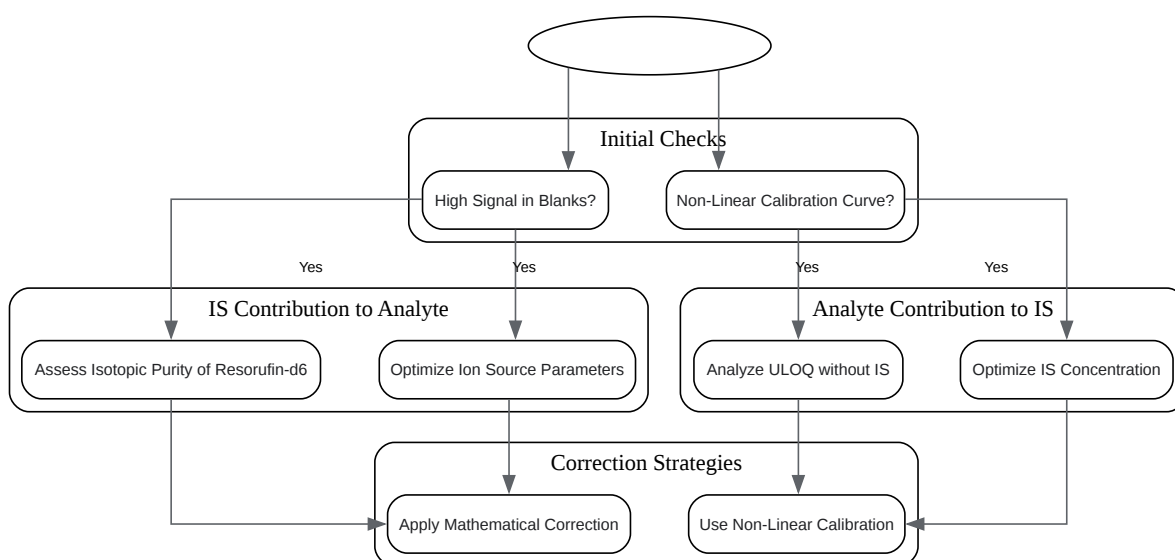 Initial Checks
High Signal in Blanks?
Non-Linear Calibration Curve?
Yes
Yes
Yes
Yes
IS Contribution to Analyte
Analyte Contribution to IS
Assess Isotopic Purity of Resorufin-d6
Optimize Ion Source Parameters
Analyze ULOQ without IS
Optimize IS Concentration
Correction Strategies
Apply Mathematical Correction
Use Non-Linear Calibration